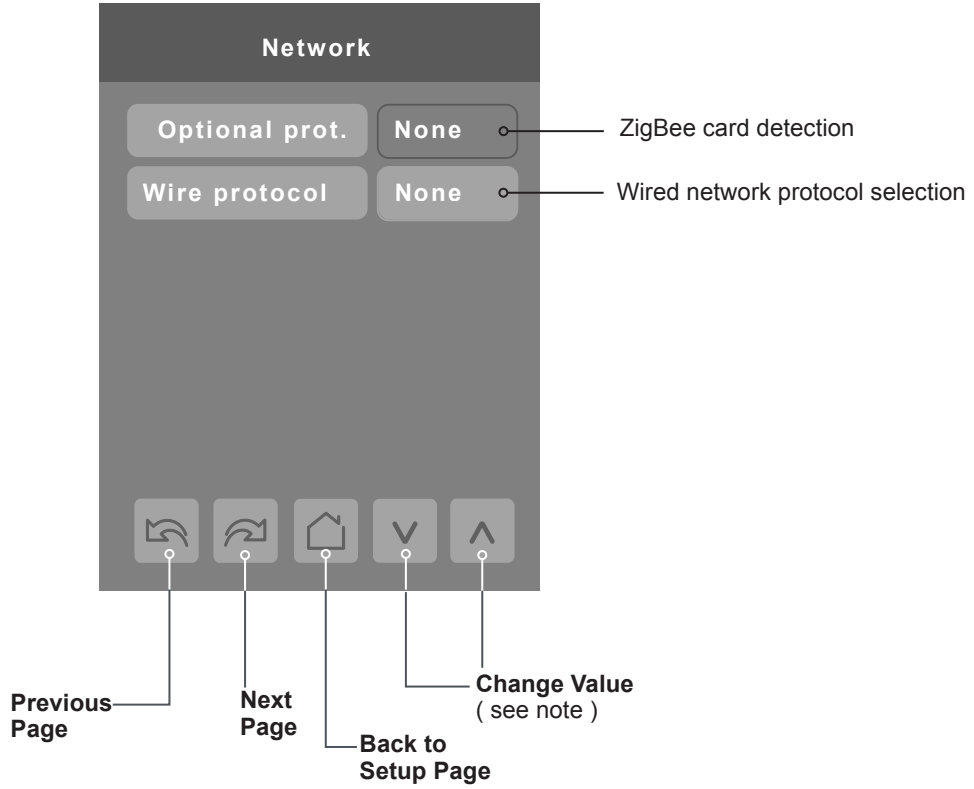 Network
Optional prot.
None
ZigBee card detection
Wire protocol
None
Wired network protocol selection
Previous
Page
Next
Page
Back to
Setup Page
Change Value
( see note )